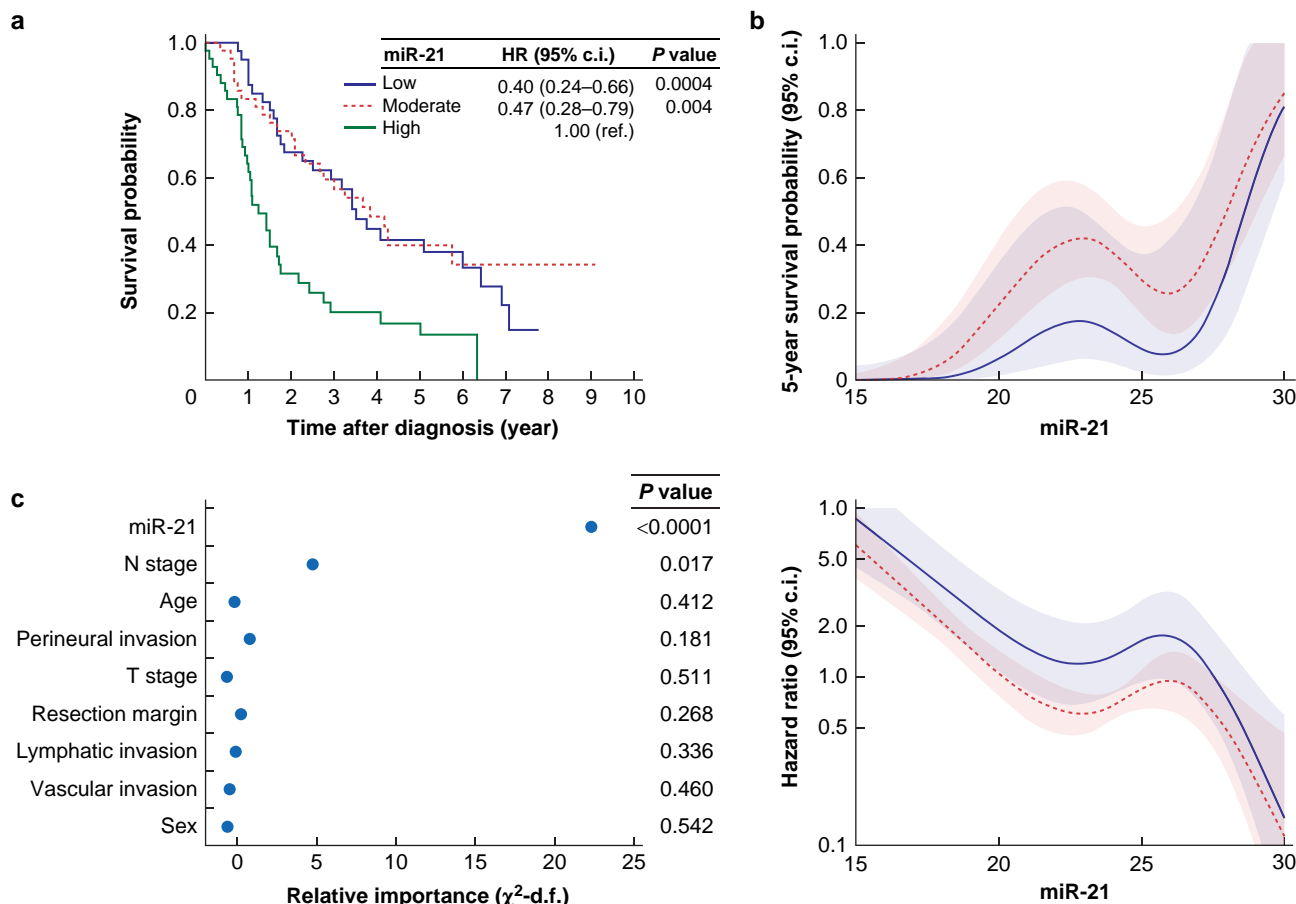 a
miR-21 HR (95% c.i.) P value
Low 0.40 (0.24–0.66) 0.0004
Moderate 0.47 (0.28–0.79) 0.004
High 1.00 (ref.)
Survival probability
1.0
0.8
0.6
0.4
0.2
0 1 2 3 4 5 6 7 8 9 10
Time after diagnosis (year)
b
5-year survival probability (95% c.i.)
1.0
0.8
0.6
0.4
0.2
0
15 20 25 30
miR-21
c
P value
miR-21 <0.0001
N stage 0.017
Age 0.412
Perineural invasion 0.181
T stage 0.511
Resection margin 0.268
Lymphatic invasion 0.336
Vascular invasion 0.460
Sex 0.542
0 5 10 15 20 25
Relative importance (χ²-d.f.)
Hazard ratio (95% c.i.)
1.0
5.0
2.0
1.0
0.5
0.1
15 20 25 30
miR-21